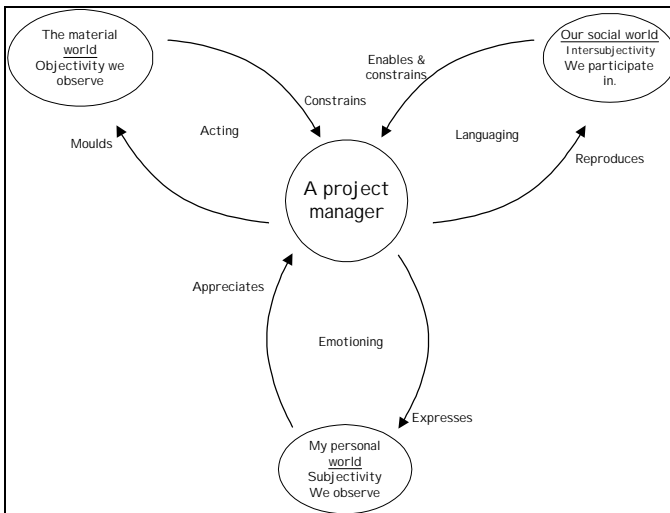 The material
world
Objectivity we
observe
Our social world
Intersubjectivity
We participate
in.
Enables &
constrains
Constrains
Acting
Languaging
Moulds
Reproduces
A project
manager
Appreciates
Emotioning
Expresses
My personal
world
Subjectivity
We observe